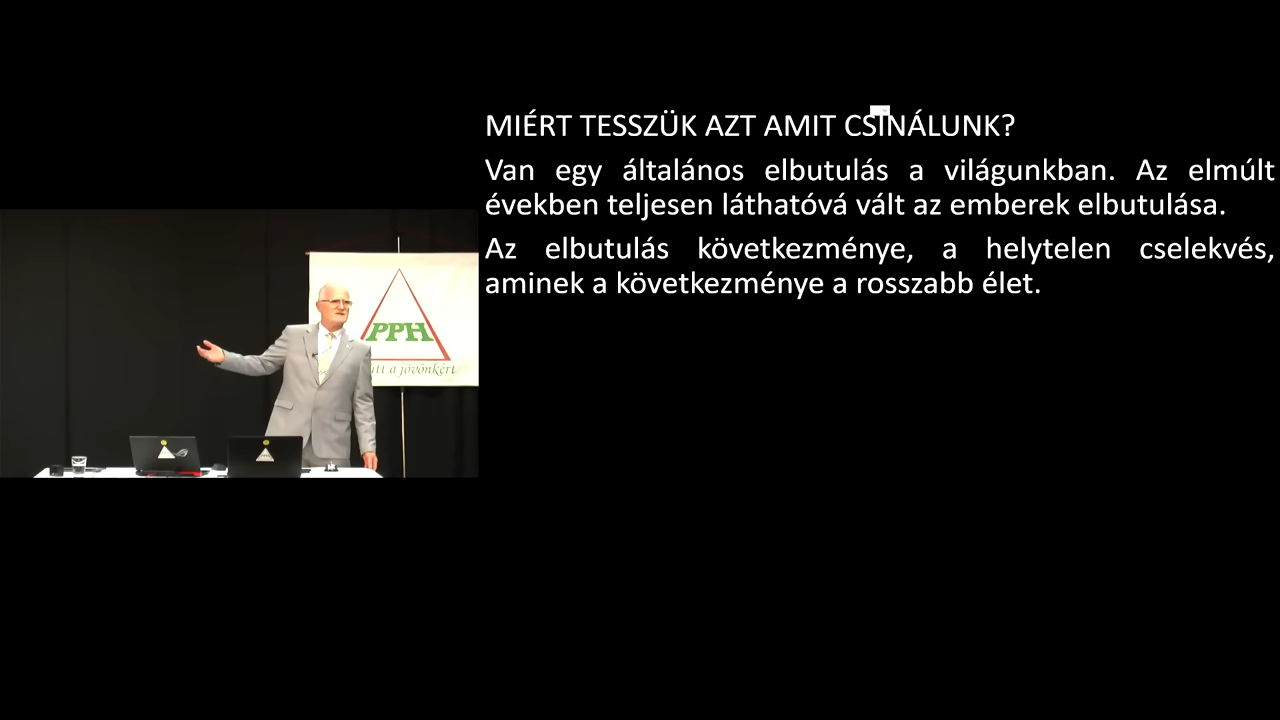 MIÉRT TESSZÜK AZT AMIT CSINÁLUNK?
Van egy általános elbutulás a világunkban. Az elmúlt
években teljesen láthatóvá vált az emberek elbutulása.
Az elbutulás következménye, a helytelen cselekvés,
aminek a következménye a rosszabb élet.
PPH
a jövőnkért